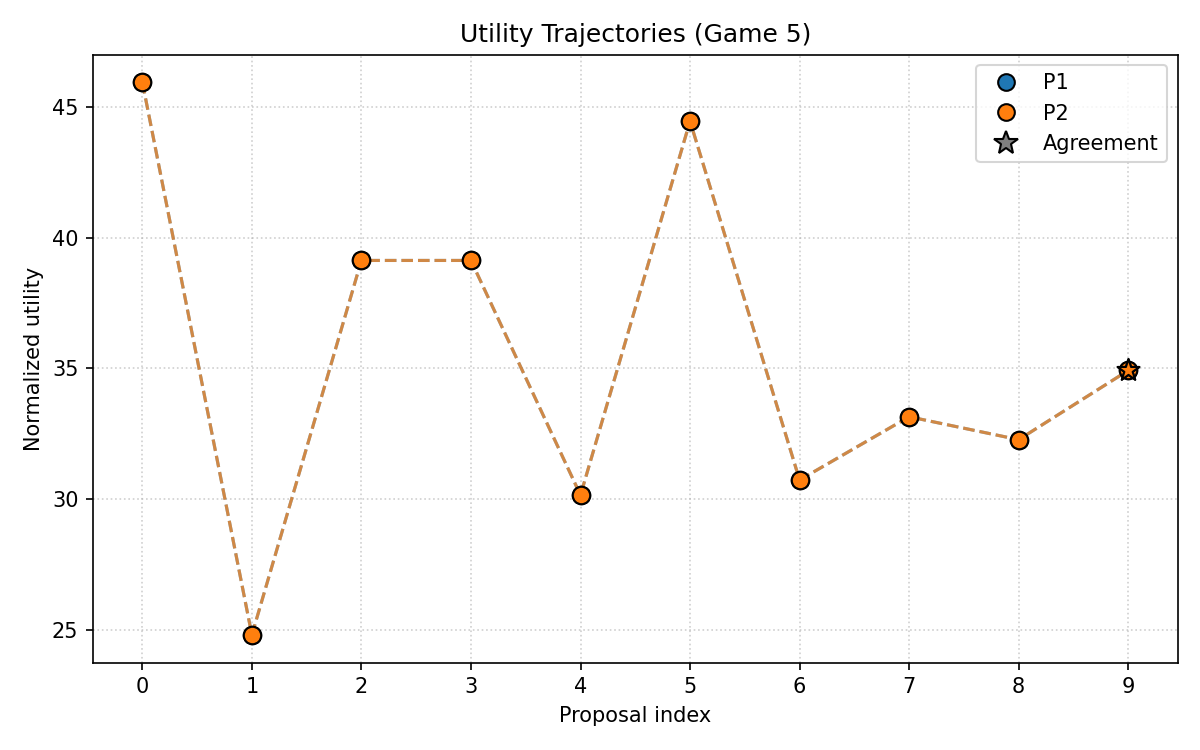 Utility Trajectories (Game 5)
P1
P2
Agreement
Normalized utility
45
40
35
30
25
0 1 2 3 4 5 6 7 8 9
Proposal index